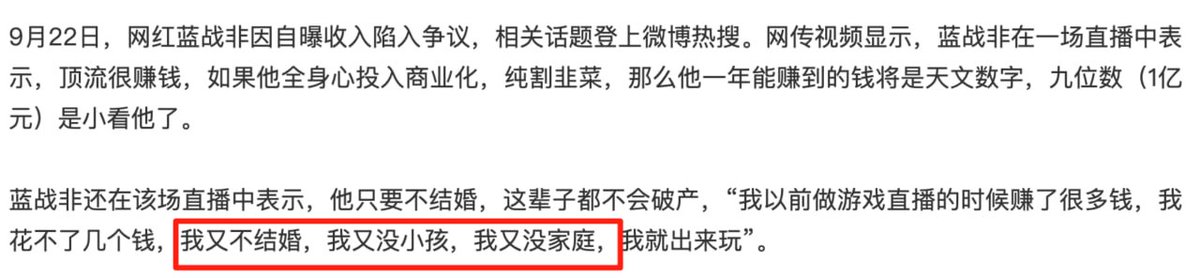 9月22日，网红蓝战非因自曝收入陷入争议，相关话题登上微博热搜。网传视频显示，蓝战非在一场直播中表
示，顶流很赚钱，如果他全身心投入商业化，纯割韭菜，那么他一年能赚到的钱将是天文数字，九位数（1亿
元）是小看他了。
蓝战非还在该场直播中表示，他只要不结婚，这辈子都不会破产，“我以前做游戏直播的时候赚了很多钱，我
花不了几个钱，我又不结婚，我又没小孩，我又没家庭，我就出来玩”。